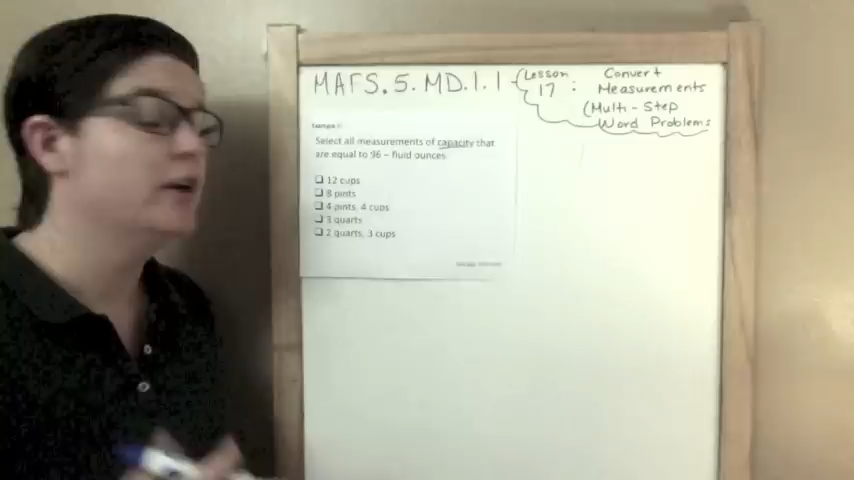 MAFS.5.MD.1.1
Lesson 17 :
Convert
Measurements
(Multi-Step
Word Problems
Select all measurements of capacity that
are equal to 96 – fluid ounces.
❑ 12 cups
❑ 8 pints
❑ 4 pints, 4 cups
❑ 3 quarts
❑ 2 quarts, 3 cups